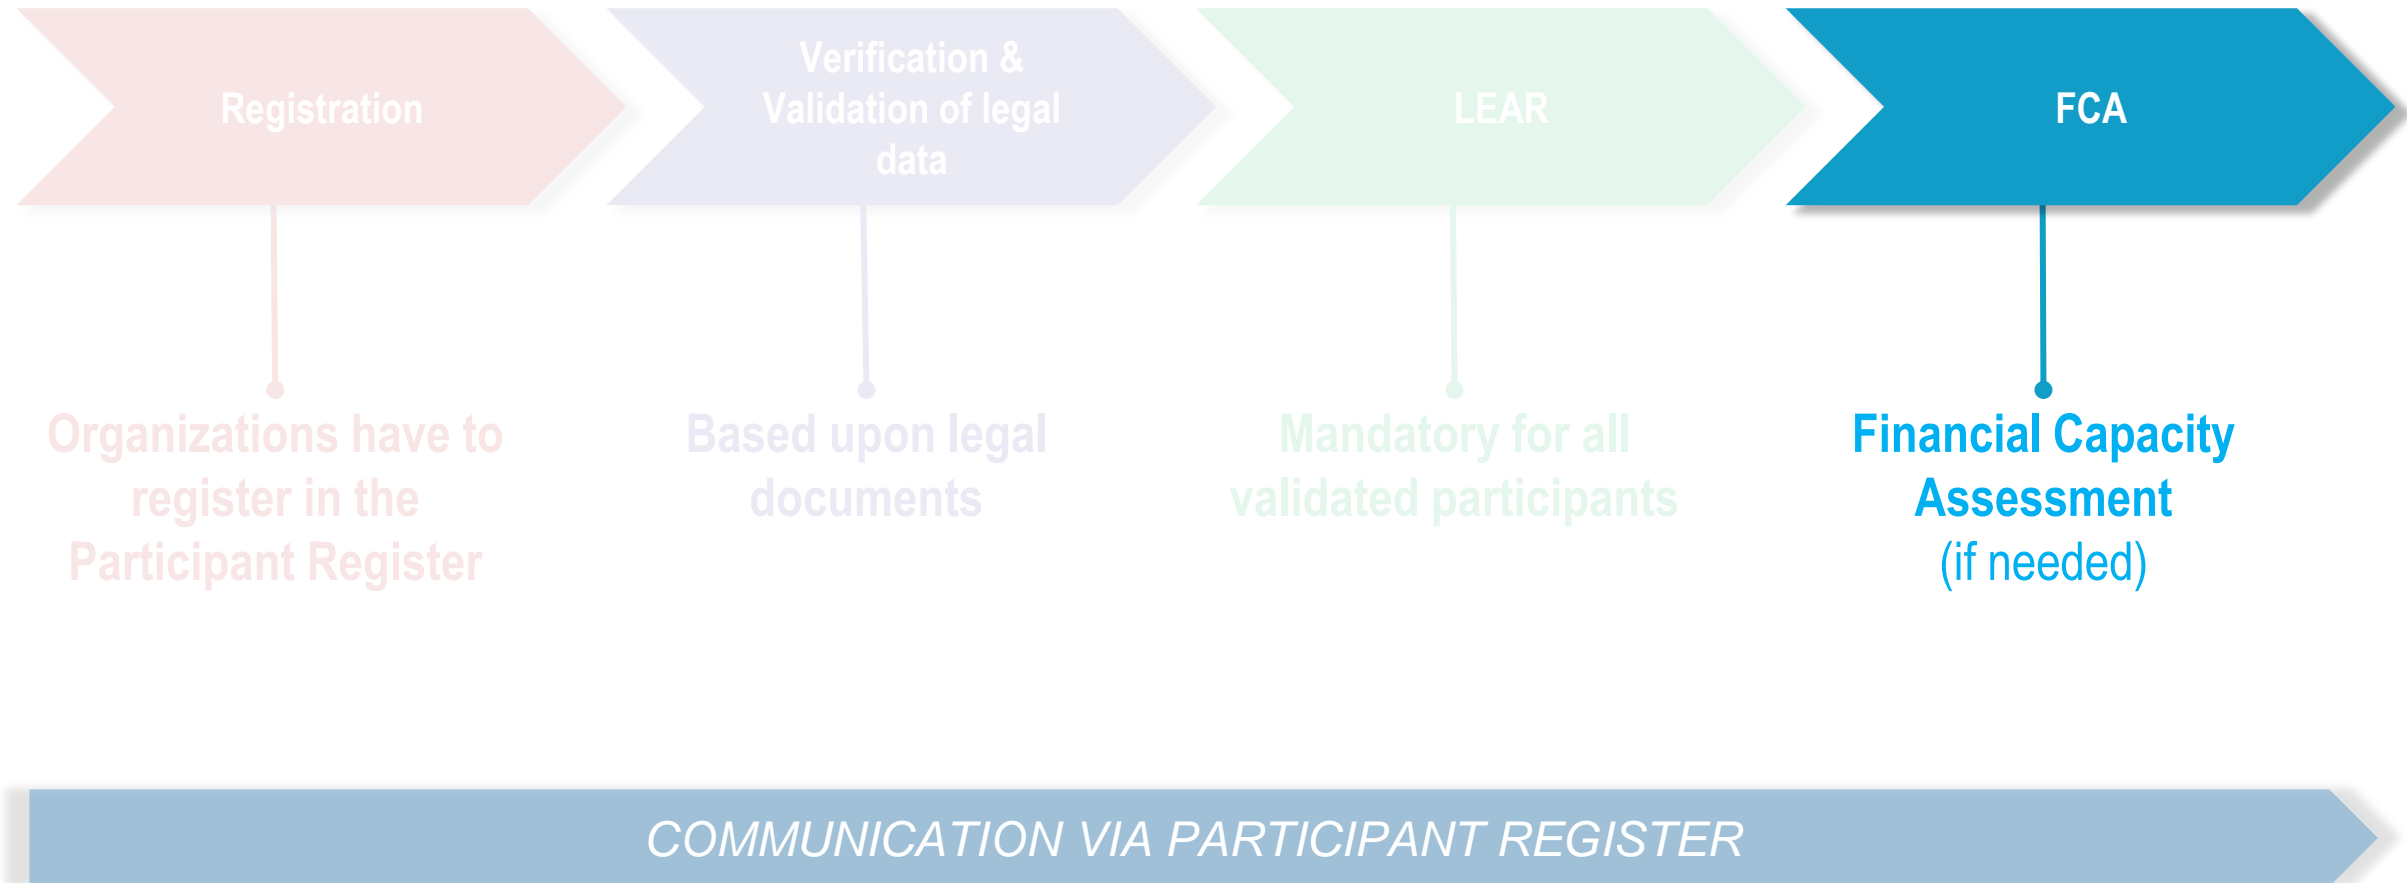 Registration
Verification &
Validation of legal
data
LEAR
FCA
Organizations have to
register in the
Participant Register
Based upon legal
documents
Mandatory for all
validated participants
Financial Capacity
Assessment
(if needed)
COMMUNICATION VIA PARTICIPANT REGISTER